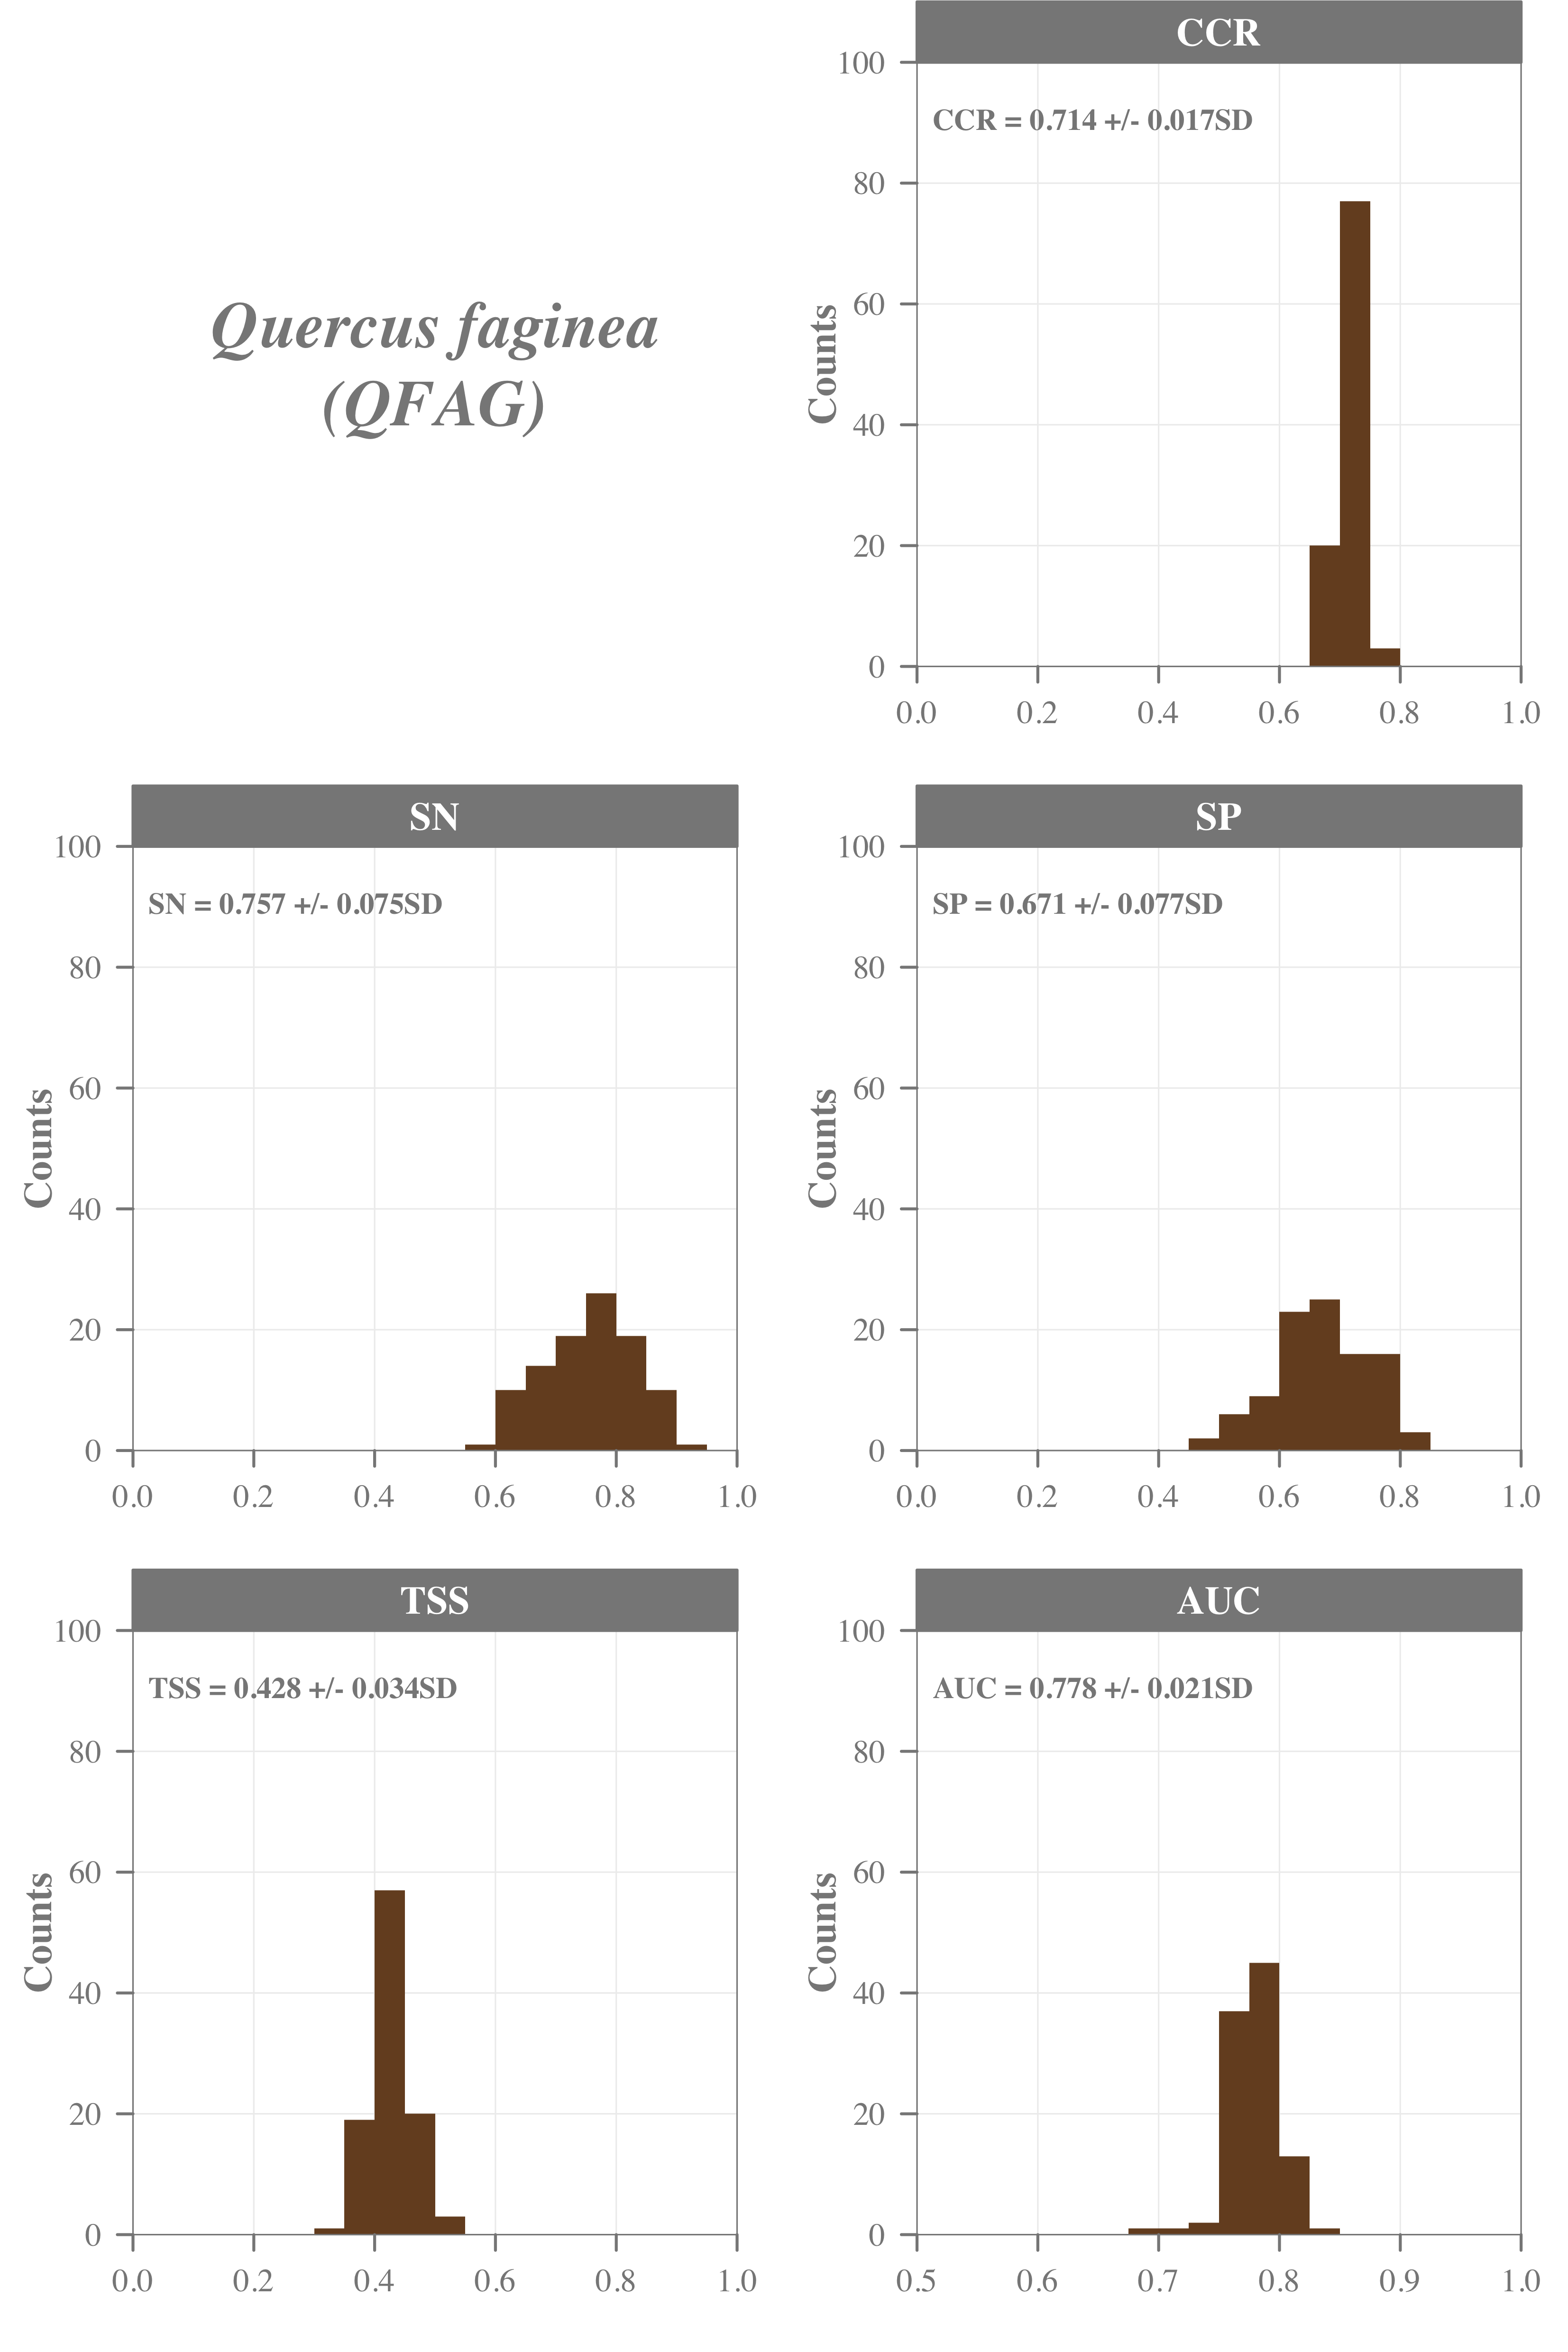 CCR
100
CCR = 0.714 +/- 0.017SD
80
60
Counts
40
20
0
0.0 0.2 0.4 0.6 0.8 1.0
Quercus faginea
(QFAG)
SN
100
SN = 0.757 +/- 0.075SD
80
60
Counts
40
20
0
0.0 0.2 0.4 0.6 0.8 1.0
SP
100
SP = 0.671 +/- 0.077SD
80
60
Counts
40
20
0
0.0 0.2 0.4 0.6 0.8 1.0
TSS
100
TSS = 0.428 +/- 0.034SD
80
60
Counts
40
20
0
0.0 0.2 0.4 0.6 0.8 1.0
AUC
100
AUC = 0.778 +/- 0.021SD
80
60
Counts
40
20
0
0.5 0.6 0.7 0.8 0.9 1.0